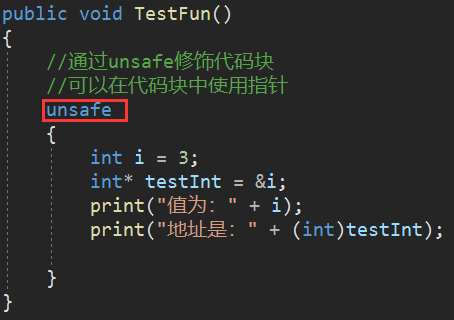 public void TestFun()
{
//通过unsafe修饰代码块
//可以在代码块中使用指针
unsafe
{
int i = 3;
int* testInt = &i;
print("值为：" + i);
print("地址是：" + (int)testInt);
}
}